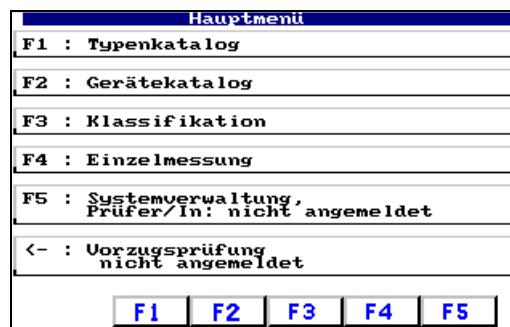 Hauptmenü
F1 : Typenkatalog
F2 : Gerätekatalog
F3 : Klassifikation
F4 : Einzelmessung
F5 : Systemverwaltung,
Prüfer/In: nicht angemeldet
<- : Vorzugsprüfung
nicht angemeldet
F1 F2 F3 F4 F5